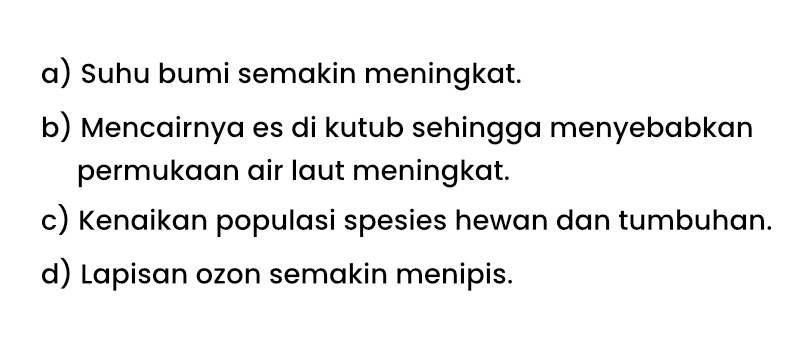 a) Suhu bumi semakin meningkat.
b) Mencairnya es di kutub sehingga menyebabkan
permukaan air laut meningkat.
c) Kenaikan populasi spesies hewan dan tumbuhan.
d) Lapisan ozon semakin menipis.